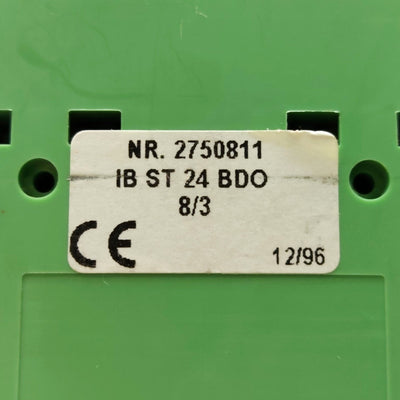 NR. 2750811
IB ST 24 BDO
8/3
CE
12/96